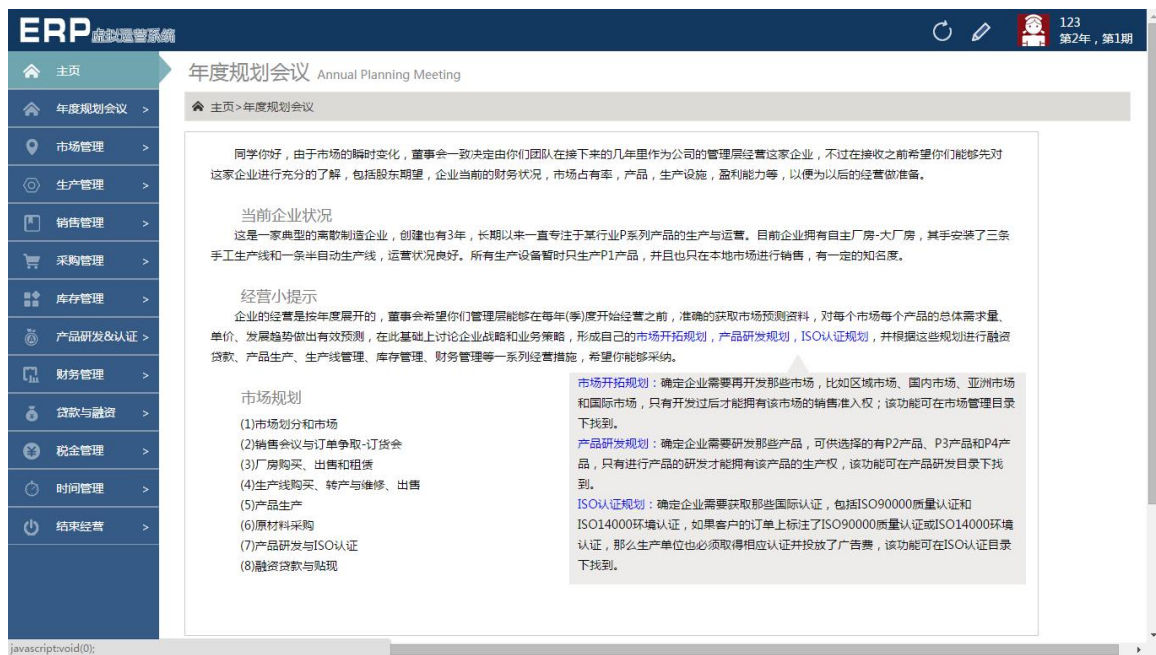 ERP虚拟运营系统
123
第2年，第1期
主页
年度规划会议 >
市场管理 >
生产管理 >
销售管理 >
采购管理 >
库存管理 >
产品研发&认证 >
财务管理 >
贷款与融资 >
税金管理 >
时间管理 >
结束经营 >
年度规划会议 Annual Planning Meeting
主页>年度规划会议
同学你好，由于市场的瞬时变化，董事会一致决定由你们团队在接下来的几年里作为公司的管理层经营这家企业，不过在接收之前希望你们能够先对
这家企业进行充分的了解，包括股东期望，企业当前的财务状况，市场占有率，产品，生产设施，盈利能力等，以便为以后的经营做准备。
当前企业状况
这是一家典型的离散制造企业，创建也有3年，长期以来一直专注于某行业P系列产品的生产与运营。目前企业拥有自主厂房-大厂房，其手安装了三条
手工生产线和一条半自动生产线，运营状况良好。所有生产设备暂时只生产P1产品，并且也只在本地市场进行销售，有一定的知名度。
经营小提示
企业的经营是按年度展开的，董事会希望你们管理层能够在每年(季)度开始经营之前，准确的获取市场预测资料，对每个市场每个产品的总体需求量、
单价、发展趋势做出有效预测，在此基础上讨论企业战略和业务策略，形成自己的市场开拓规划，产品研发规划，ISO认证规划，并根据这些规划进行融资
贷款、产品生产、生产线管理、库存管理、财务管理等一系列经营措施，希望你能够采纳。
市场规划
(1)市场划分和市场
(2)销售会议与订单争取-订货会
(3)厂房购买、出售和租赁
(4)生产线购买、转产与维修、出售
(5)产品生产
(6)原材料采购
(7)产品研发与ISO认证
(8)融资贷款与贴现
市场开拓规划：确定企业需要再开发那些市场，比如区域市场、国内市场、亚洲市场
和国际市场，只有开发过后才能拥有该市场的销售准入权；该功能可在市场管理目录
下找到。
产品研发规划：确定企业需要研发那些产品，可供选择的有P2产品、P3产品和P4产
品，只有进行产品的研发才能拥有该产品的生产权，该功能可在产品研发目录下找
到。
ISO认证规划：确定企业需要获取那些国际认证，包括ISO90000质量认证和
ISO14000环境认证，如果客户的订单上标注了ISO90000质量认证或ISO14000环境
认证，那么生产单位也必须取得相应认证并投放了广告费，该功能可在ISO认证目录
下找到。
javascript:void(0);